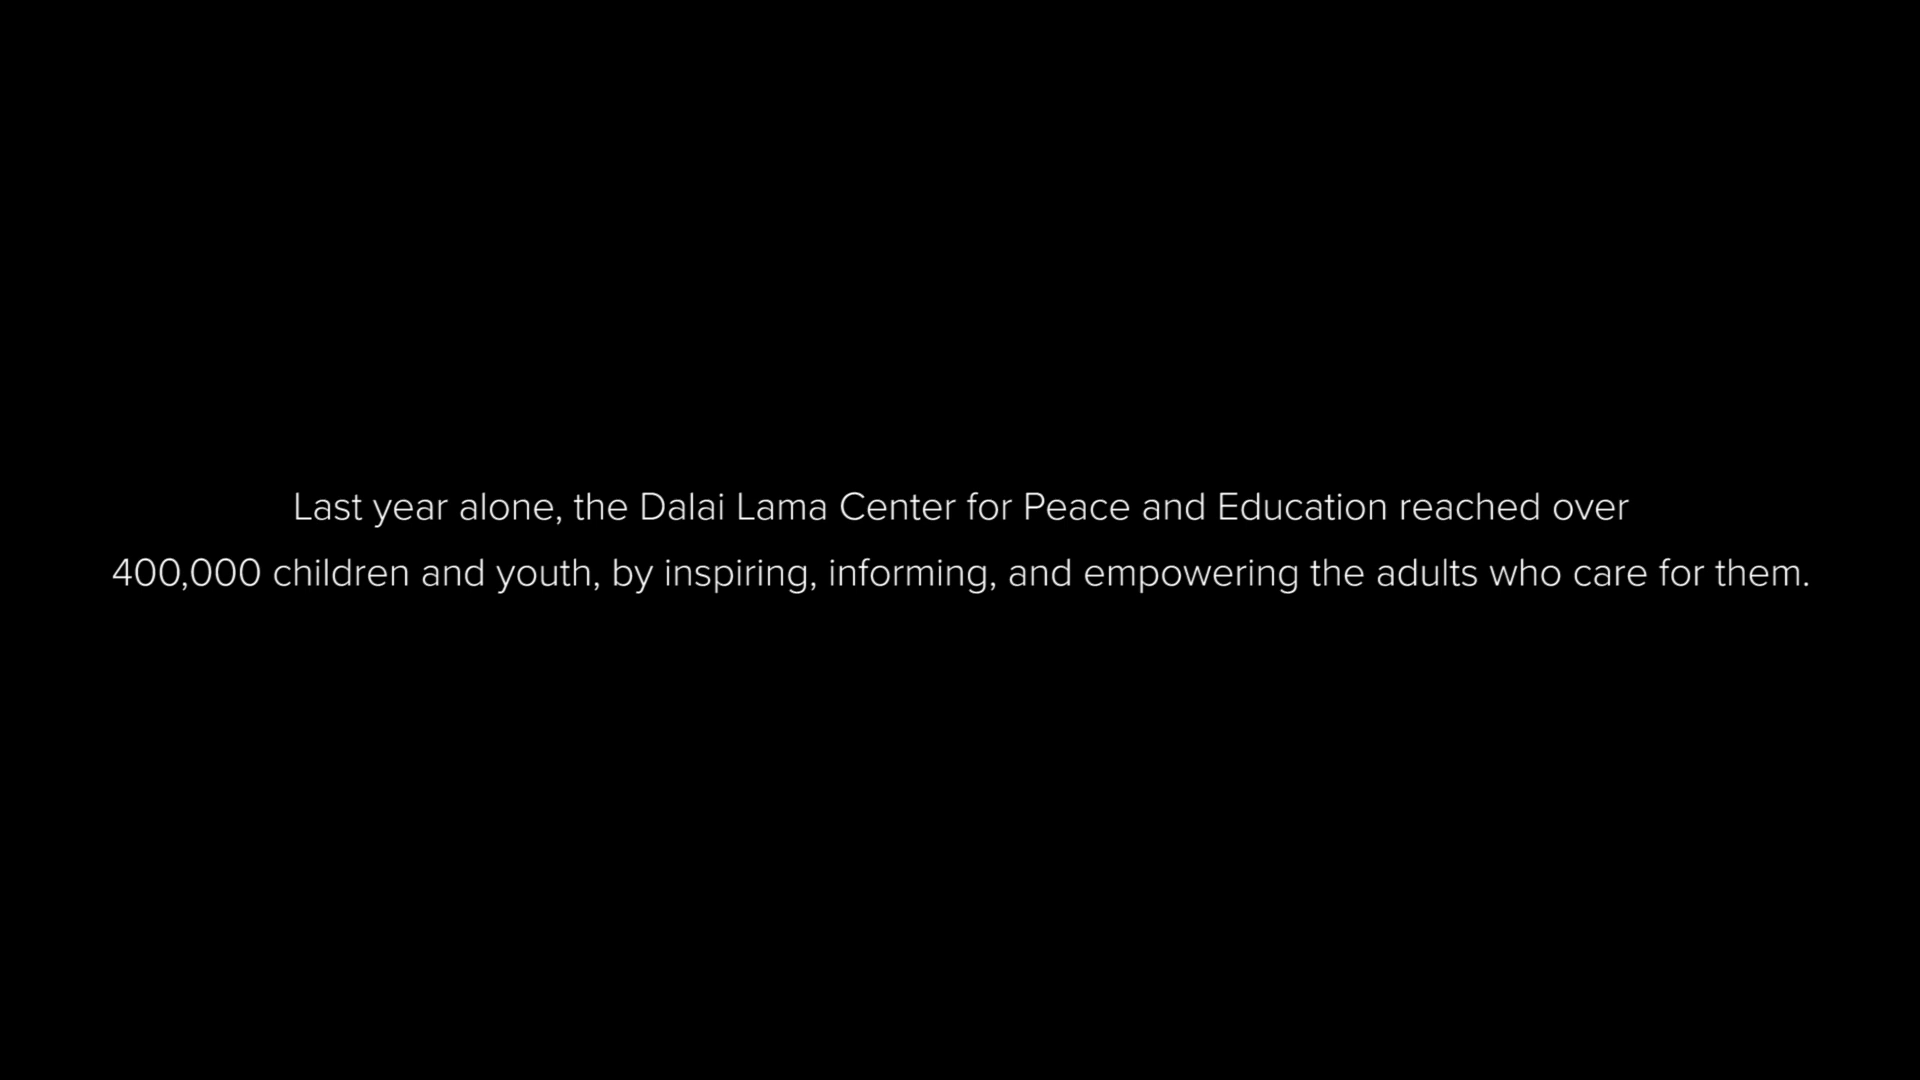 Last year alone, the Dalai Lama Center for Peace and Education reached over
400,000 children and youth, by inspiring, informing, and empowering the adults who care for them.